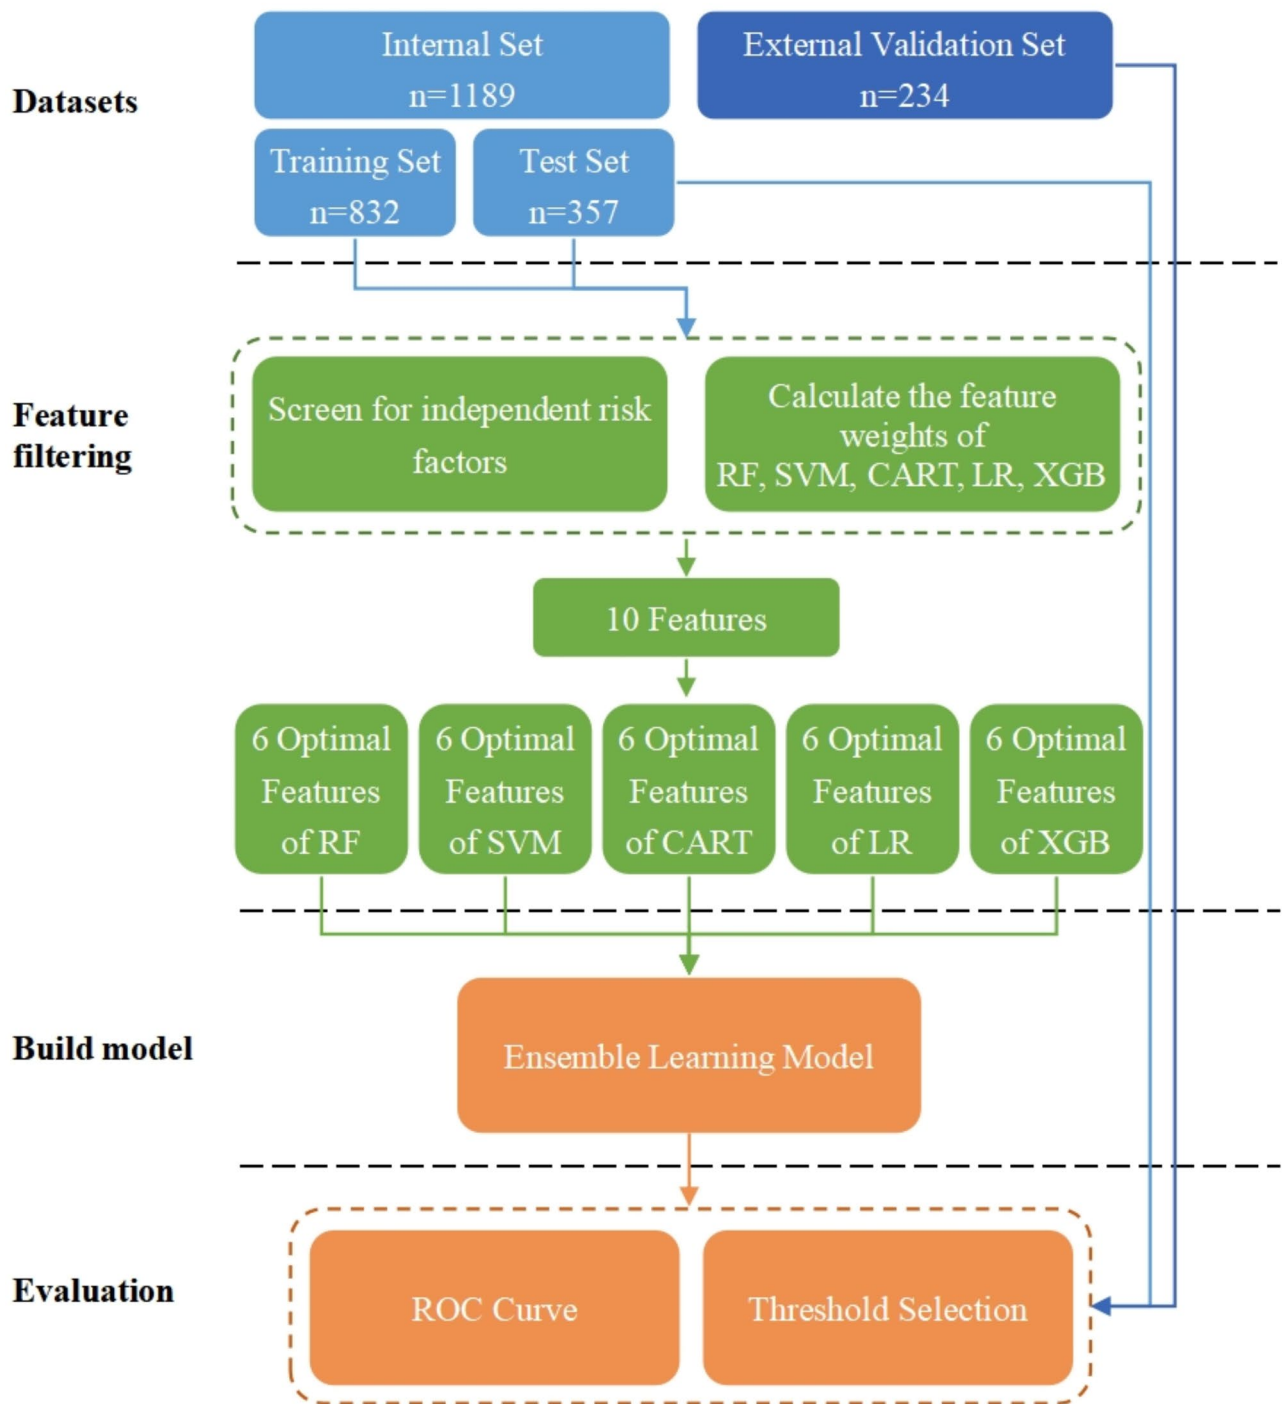 Datasets
Internal Set
n=1189
External Validation Set
n=234
Training Set
n=832
Test Set
n=357
Feature
filtering
Screen for independent risk
factors
Calculate the feature
weights of
RF, SVM, CART, LR, XGB
10 Features
6 Optimal
Features
of RF
6 Optimal
Features
of SVM
6 Optimal
Features
of CART
6 Optimal
Features
of LR
6 Optimal
Features
of XGB
Build model
Ensemble Learning Model
Evaluation
ROC Curve
Threshold Selection